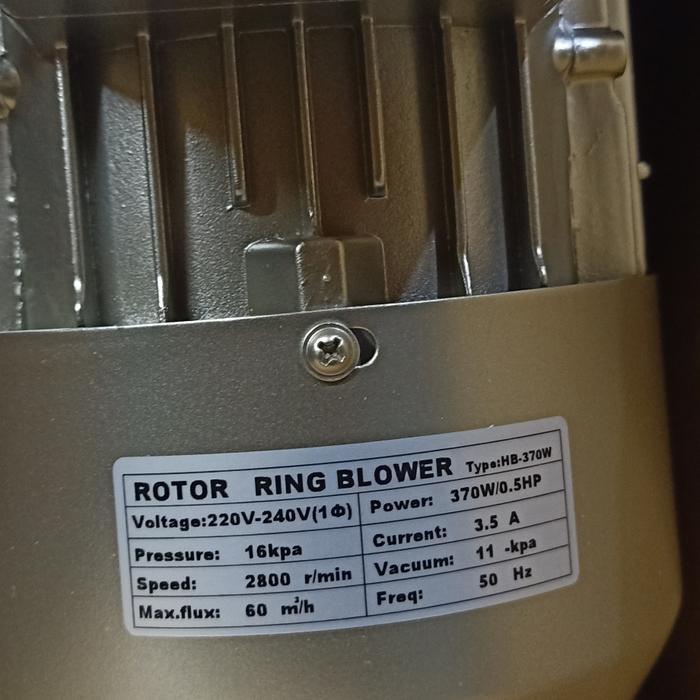 ROTOR RING BLOWER Type:HB-370W
Voltage:220V-240V(1Φ) Power: 370W/0.5HP
Pressure: 16kpa Current: 3.5 A
Speed: 2800 r/min Vacuum: 11 -kpa
Max.flux: 60 m³/h Freq: 50 Hz